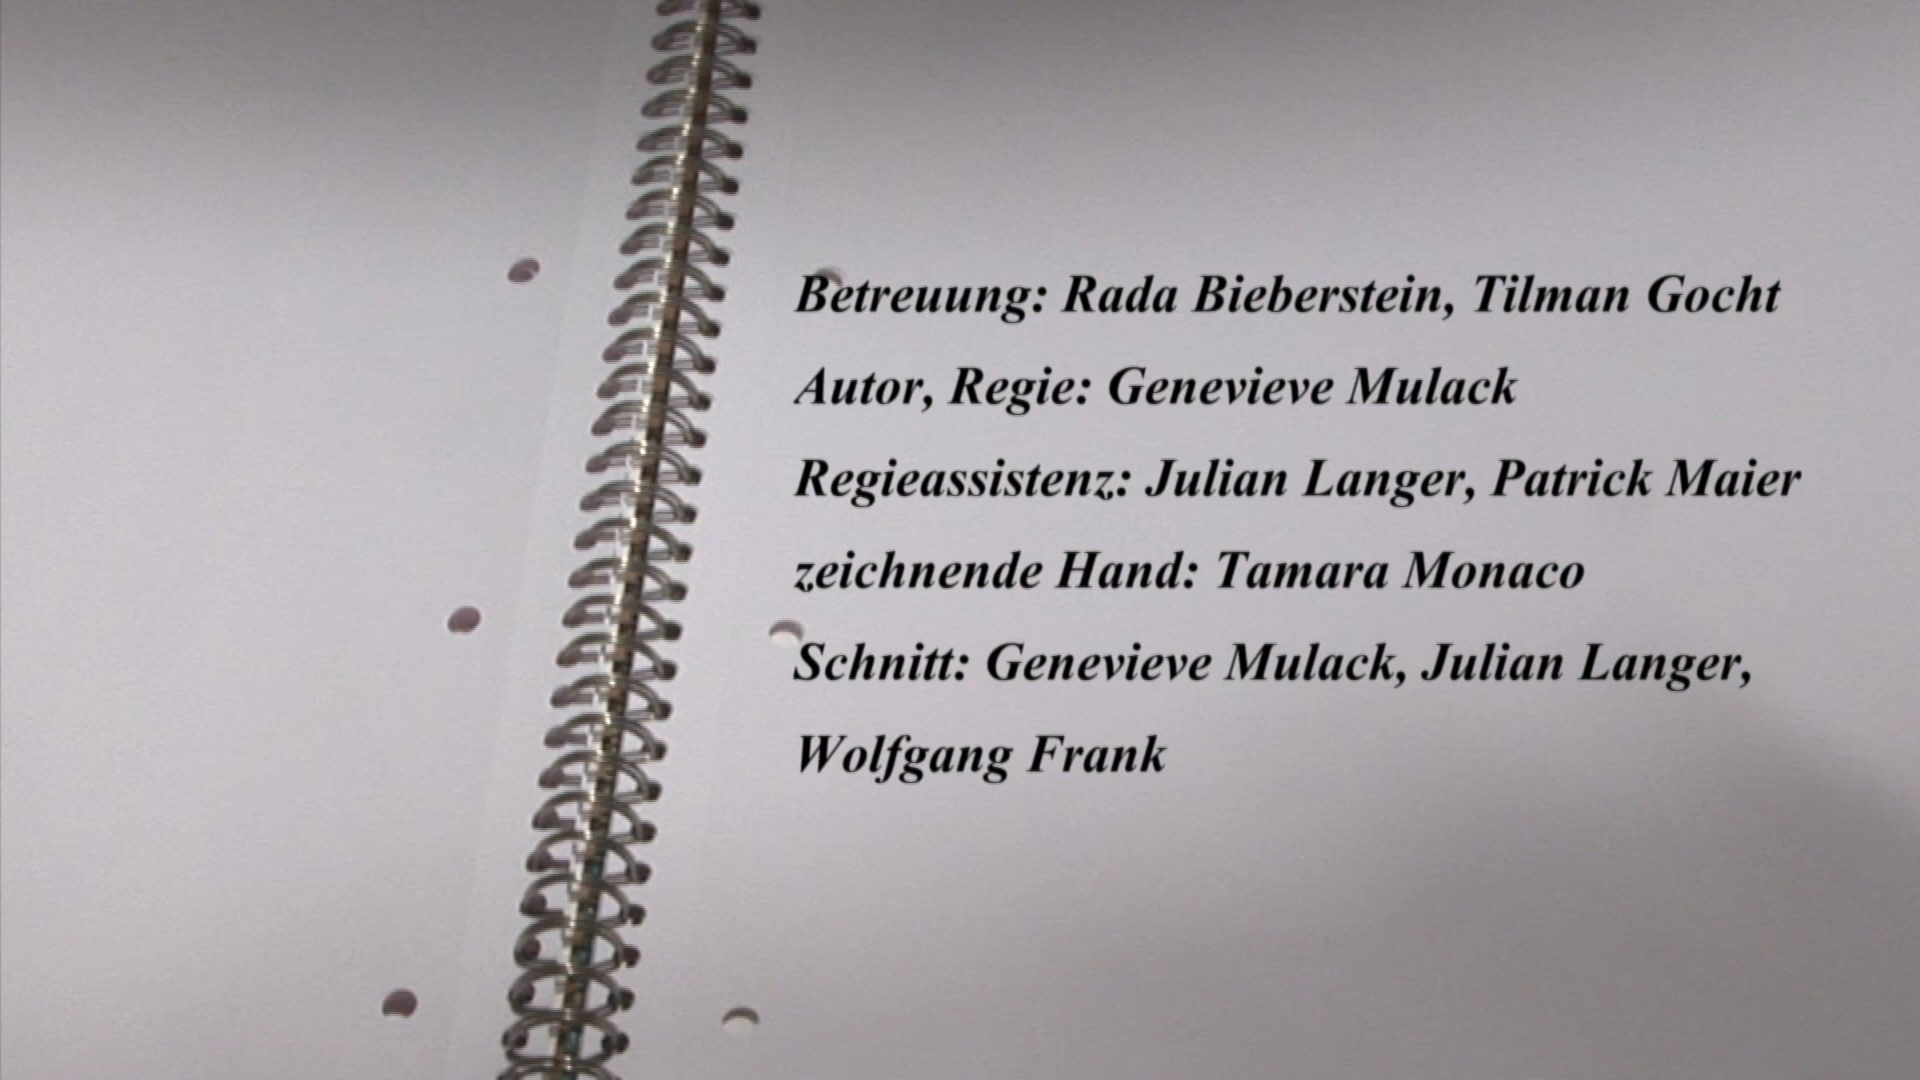 Betreuung: Rada Bieberstein, Tilman Gocht
Autor, Regie: Genevieve Mulack
Regieassistenz: Julian Langer, Patrick Maier
zeichnende Hand: Tamara Monaco
Schnitt: Genevieve Mulack, Julian Langer,
Wolfgang Frank